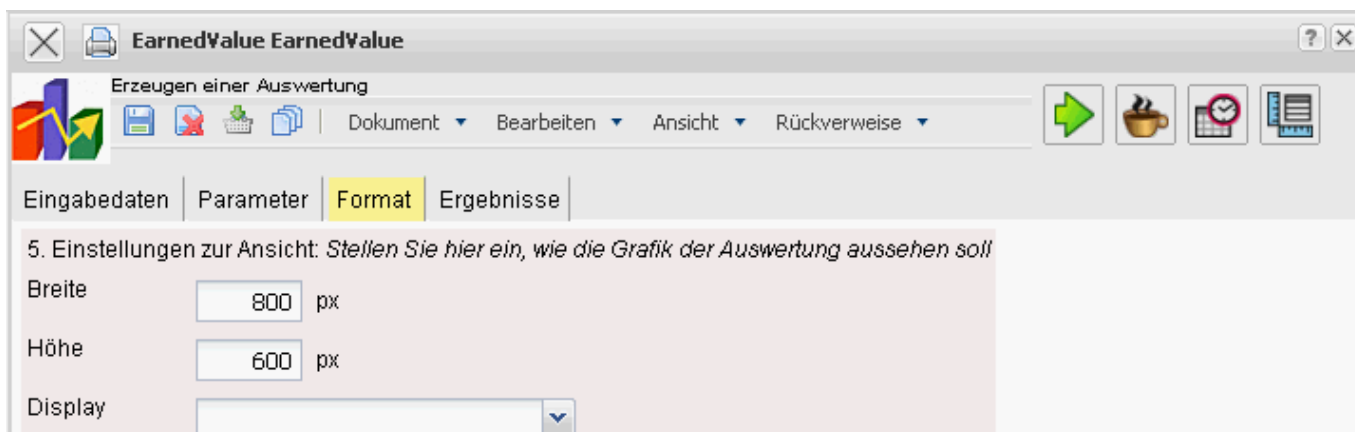 EarnedValue EarnedValue
Erzeugen einer Auswertung
Dokument Bearbeiten Ansicht Rückverweise
Eingabedaten Parameter Format Ergebnisse
5. Einstellungen zur Ansicht: Stellen Sie hier ein, wie die Grafik der Auswertung aussehen soll
Breite 800 px
Höhe 600 px
Display